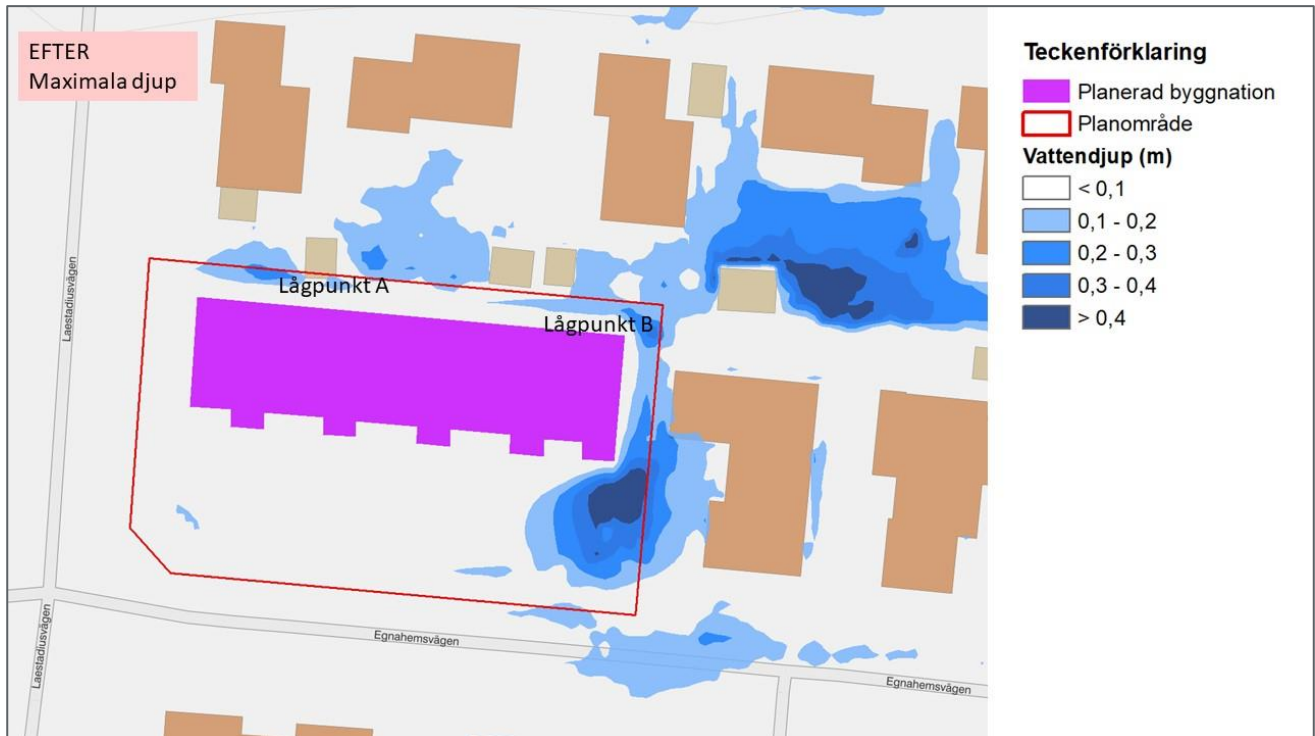 EFTER
Maximala djup
Lågpunkt A
Lågpunkt B
Laestadiusvägen
Laestadiusvägen
Egnahemsvägen
Egnahemsvägen
Teckenförklaring
Planerad byggnation
Planområde
Vattendjup (m)
< 0,1
0,1 - 0,2
0,2 - 0,3
0,3 - 0,4
> 0,4